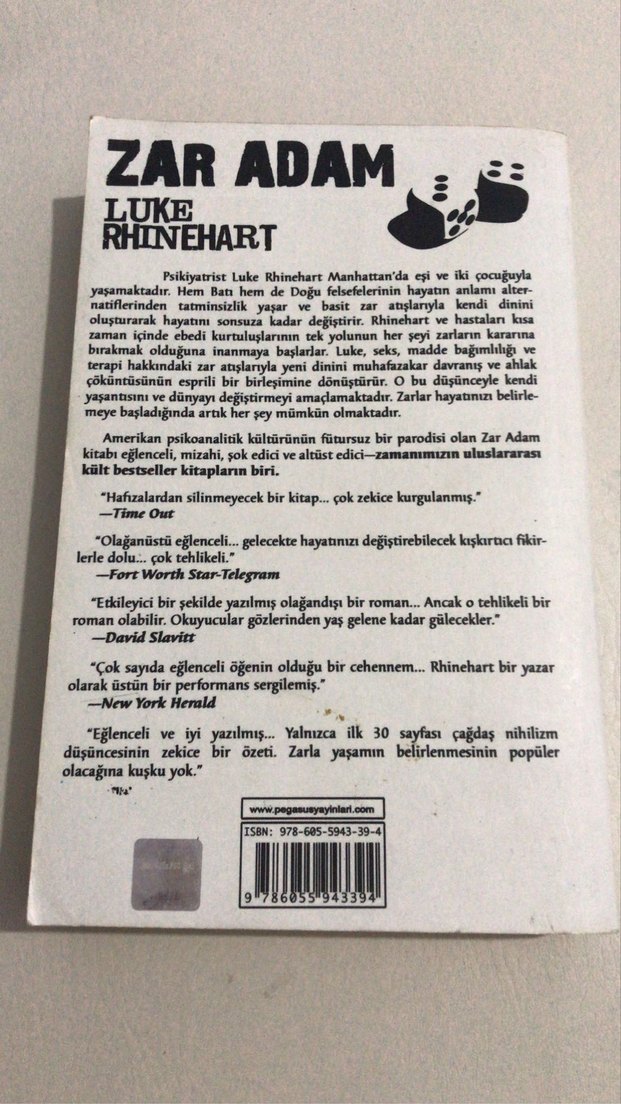 ZAR ADAM
LUKE
RHINEHART
Psikiyatrist Luke Rhinehart Manhattan'da eşi ve iki çocuğuyla
yaşamaktadır. Hem Batı hem de Doğu felsefelerinin hayatın anlamı alter-
natiflerinden tatminsizlik yaşar ve basit zar atışlarıyla kendi dinini
oluşturarak hayatını sonsuza kadar değiştirir. Rhinehart ve hastaları kısa
zaman içinde ebedi kurtuluşlarının tek yolunun her şeyi zarların kararına
bırakmak olduğuna inanmaya başlarlar. Luke, seks, madde bağımlılığı ve
terapi hakkındaki zar atışlarıyla yeni dinini muhafazakar davranış ve ahlak
çöküntüsünün esprili bir birleşimine dönüştürür. O bu düşünceyle kendi
yaşantısını ve dünyayı değiştirmeyi amaçlamaktadır. Zarlar hayatınızı belirle-
meye başladığında artık her şey mümkün olmaktadır.
Amerikan psikoanalitik kültürünün fütursuz bir parodisi olan Zar Adam
kitabı eğlenceli, mizahi, şok edici ve altüst edici—zamanımızın uluslararası
kült bestseller kitapların biri.
"Hafızalardan silinmeyecek bir kitap... çok zekice kurgulanmış."
—Time Out
"Olağanüstü eğlenceli... gelecekte hayatınızı değiştirebilecek kışkırtıcı fikir-
lerle dolu... çok tehlikeli."
—Fort Worth Star-Telegram
"Etkileyici bir şekilde yazılmış olağandışı bir roman... Ancak o tehlikeli bir
roman olabilir. Okuyucular gözlerinden yaş gelene kadar gülecekler."
—David Slavitt
"Çok sayıda eğlenceli öğenin olduğu bir cehennem... Rhinehart bir yazar
olarak üstün bir performans sergilemiş."
—New York Herald
"Eğlenceli ve iyi yazılmış... Yalnızca ilk 30 sayfası çağdaş nihilizm
düşüncesinin zekice bir özeti. Zarla yaşamın belirlenmesinin popüler
olacağına kuşku yok."
www.pegasusyayinlari.com
ISBN: 978-605-5943-39-4
9 786055 943394